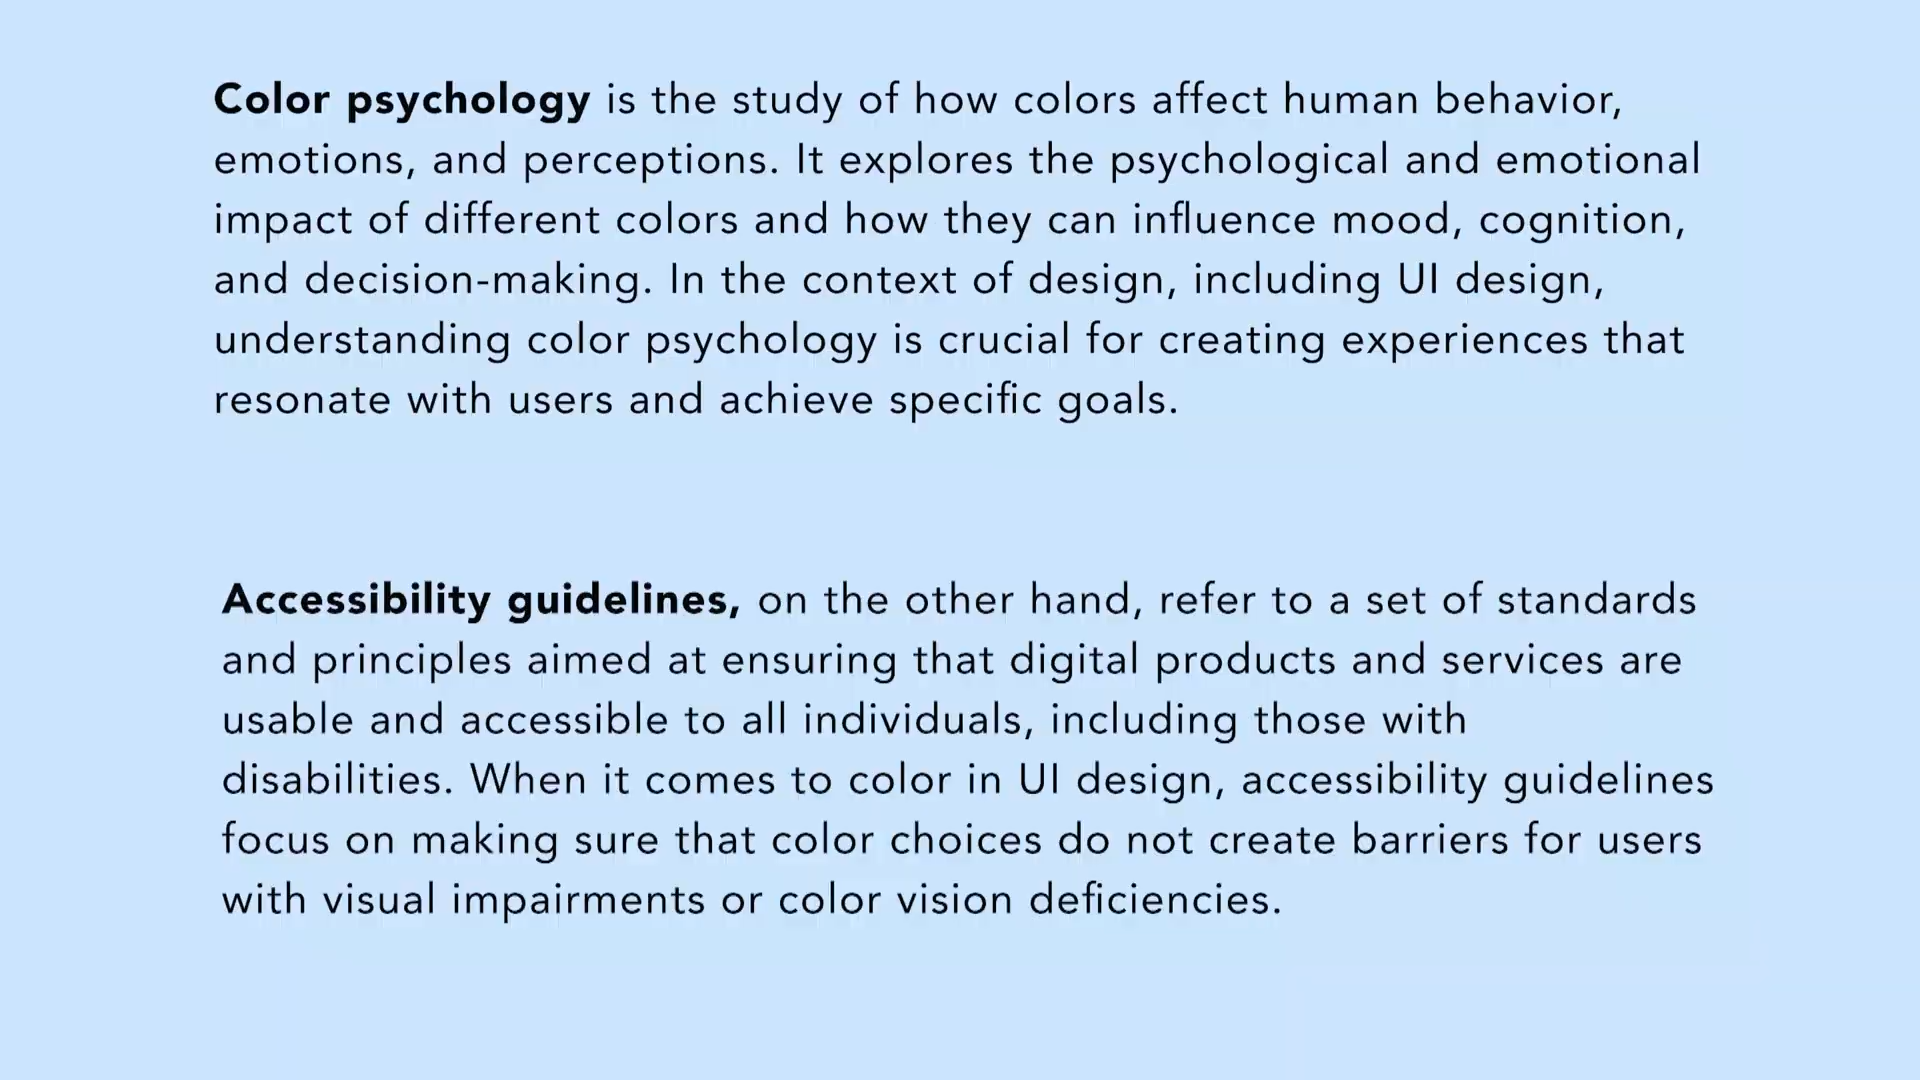 Color psychology is the study of how colors affect human behavior,
emotions, and perceptions. It explores the psychological and emotional
impact of different colors and how they can influence mood, cognition,
and decision-making. In the context of design, including UI design,
understanding color psychology is crucial for creating experiences that
resonate with users and achieve specific goals.
Accessibility guidelines, on the other hand, refer to a set of standards
and principles aimed at ensuring that digital products and services are
usable and accessible to all individuals, including those with
disabilities. When it comes to color in UI design, accessibility guidelines
focus on making sure that color choices do not create barriers for users
with visual impairments or color vision deficiencies.